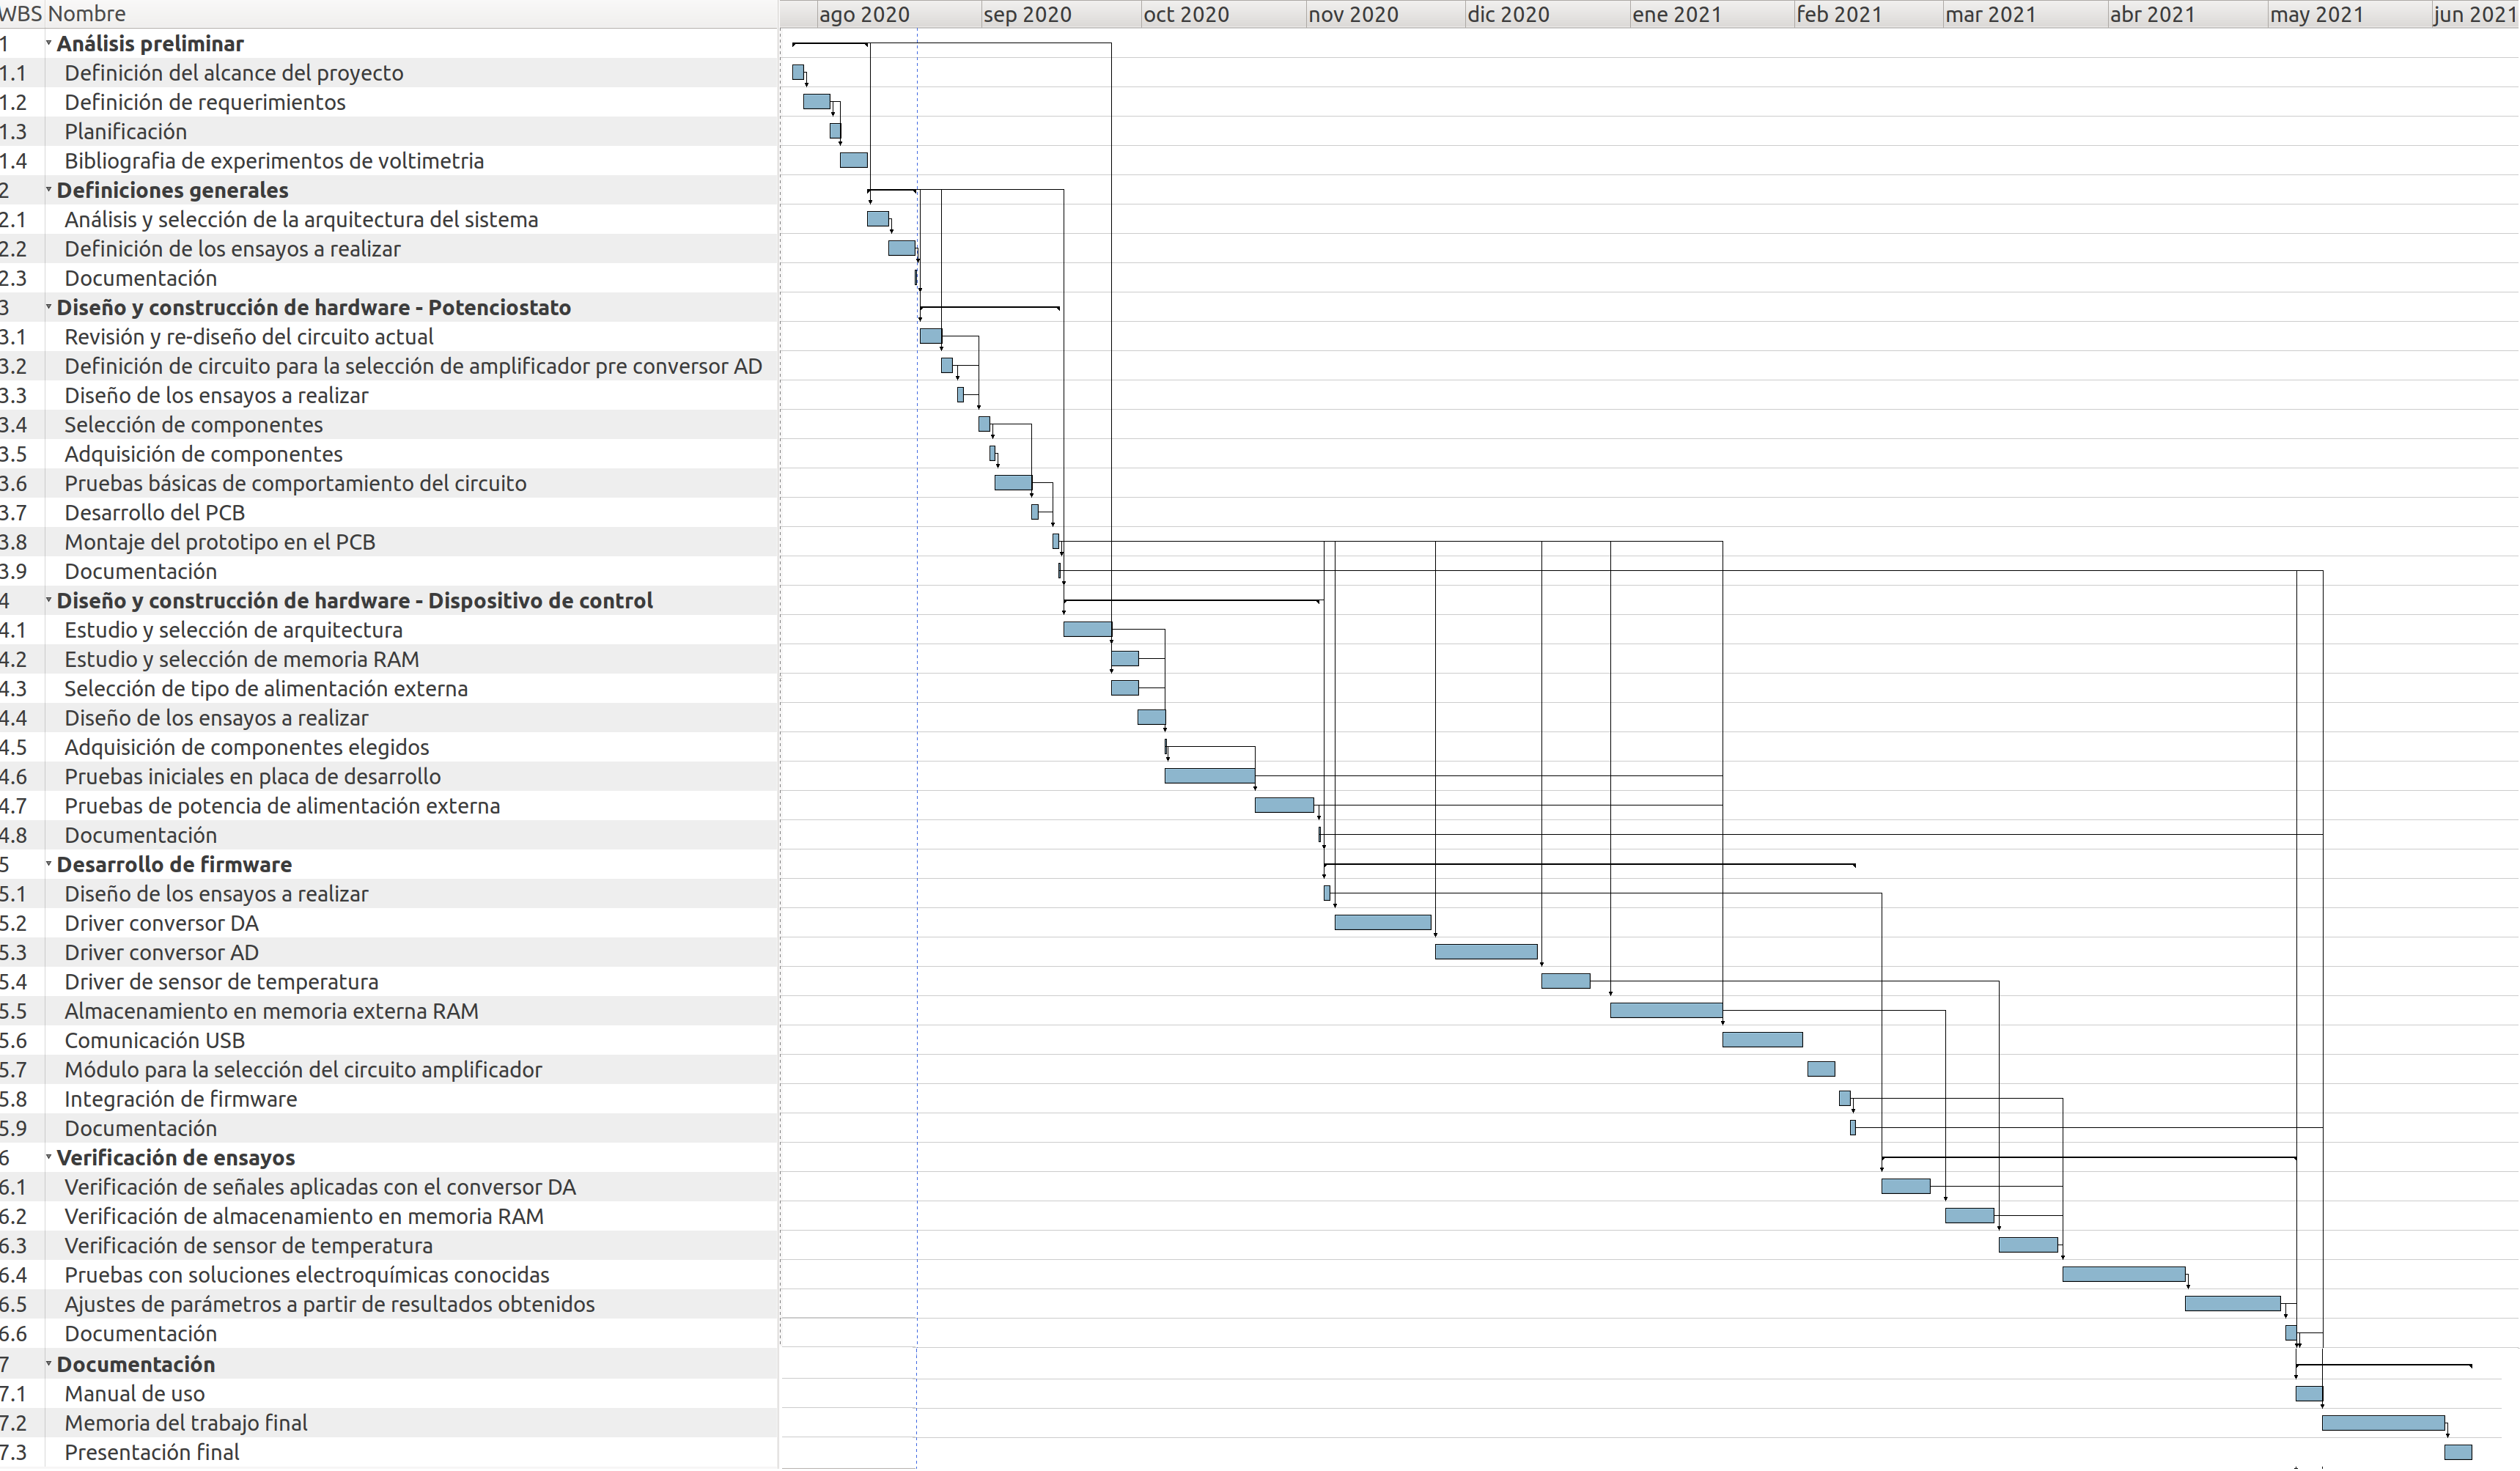 WBS Nombre ago 2020 sep 2020 oct 2020 nov 2020 dic 2020 ene 2021 feb 2021 mar 2021 abr 2021 may 2021 jun 2021
1 Análisis preliminar
1.1 Definición del alcance del proyecto
1.2 Definición de requerimientos
1.3 Planificación
1.4 Bibliografia de experimentos de voltimetria
2 Definiciones generales
2.1 Análisis y selección de la arquitectura del sistema
2.2 Definición de los ensayos a realizar
2.3 Documentación
3 Diseño y construcción de hardware - Potenciostato
3.1 Revisión y re-diseño del circuito actual
3.2 Definición de circuito para la selección de amplificador pre conversor AD
3.3 Diseño de los ensayos a realizar
3.4 Selección de componentes
3.5 Adquisición de componentes
3.6 Pruebas básicas de comportamiento del circuito
3.7 Desarrollo del PCB
3.8 Montaje del prototipo en el PCB
3.9 Documentación
4 Diseño y construcción de hardware - Dispositivo de control
4.1 Estudio y selección de arquitectura
4.2 Estudio y selección de memoria RAM
4.3 Selección de tipo de alimentación externa
4.4 Diseño de los ensayos a realizar
4.5 Adquisición de componentes elegidos
4.6 Pruebas iniciales en placa de desarrollo
4.7 Pruebas de potencia de alimentación externa
4.8 Documentación
5 Desarrollo de firmware
5.1 Diseño de los ensayos a realizar
5.2 Driver conversor DA
5.3 Driver conversor AD
5.4 Driver de sensor de temperatura
5.5 Almacenamiento en memoria externa RAM
5.6 Comunicación USB
5.7 Módulo para la selección del circuito amplificador
5.8 Integración de firmware
5.9 Documentación
6 Verificación de ensayos
6.1 Verificación de señales aplicadas con el conversor DA
6.2 Verificación de almacenamiento en memoria RAM
6.3 Verificación de sensor de temperatura
6.4 Pruebas con soluciones electroquímicas conocidas
6.5 Ajustes de parámetros a partir de resultados obtenidos
6.6 Documentación
7 Documentación
7.1 Manual de uso
7.2 Memoria del trabajo final
7.3 Presentación final